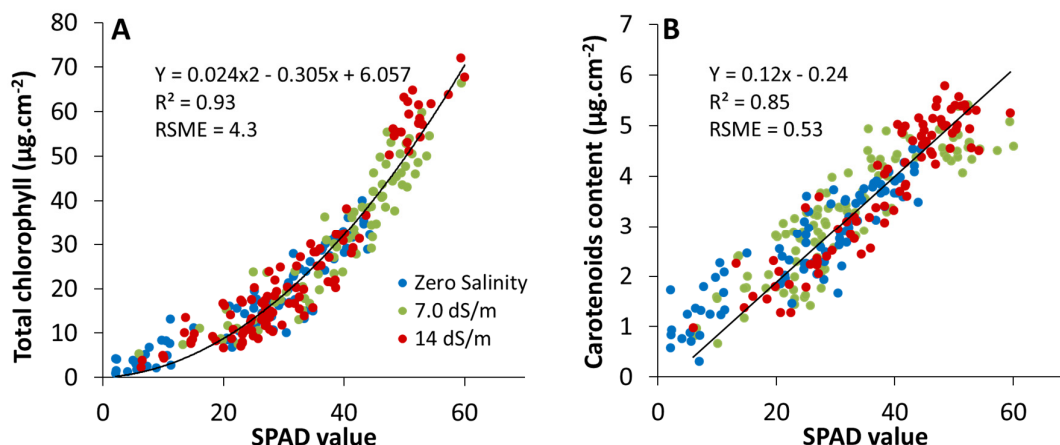 A
Y = 0.024x2 - 0.305x + 6.057
R² = 0.93
RSME = 4.3
Total chlorophyll (µg.cm⁻²)
80
70
60
50
40
30
20
10
0
Zero Salinity
7.0 dS/m
14 dS/m
0 20 40 60
SPAD value
B
Y = 0.12x - 0.24
R² = 0.85
RSME = 0.53
Carotenoids content (µg.cm⁻²)
7
6
5
4
3
2
1
0
0 20 40 60
SPAD value